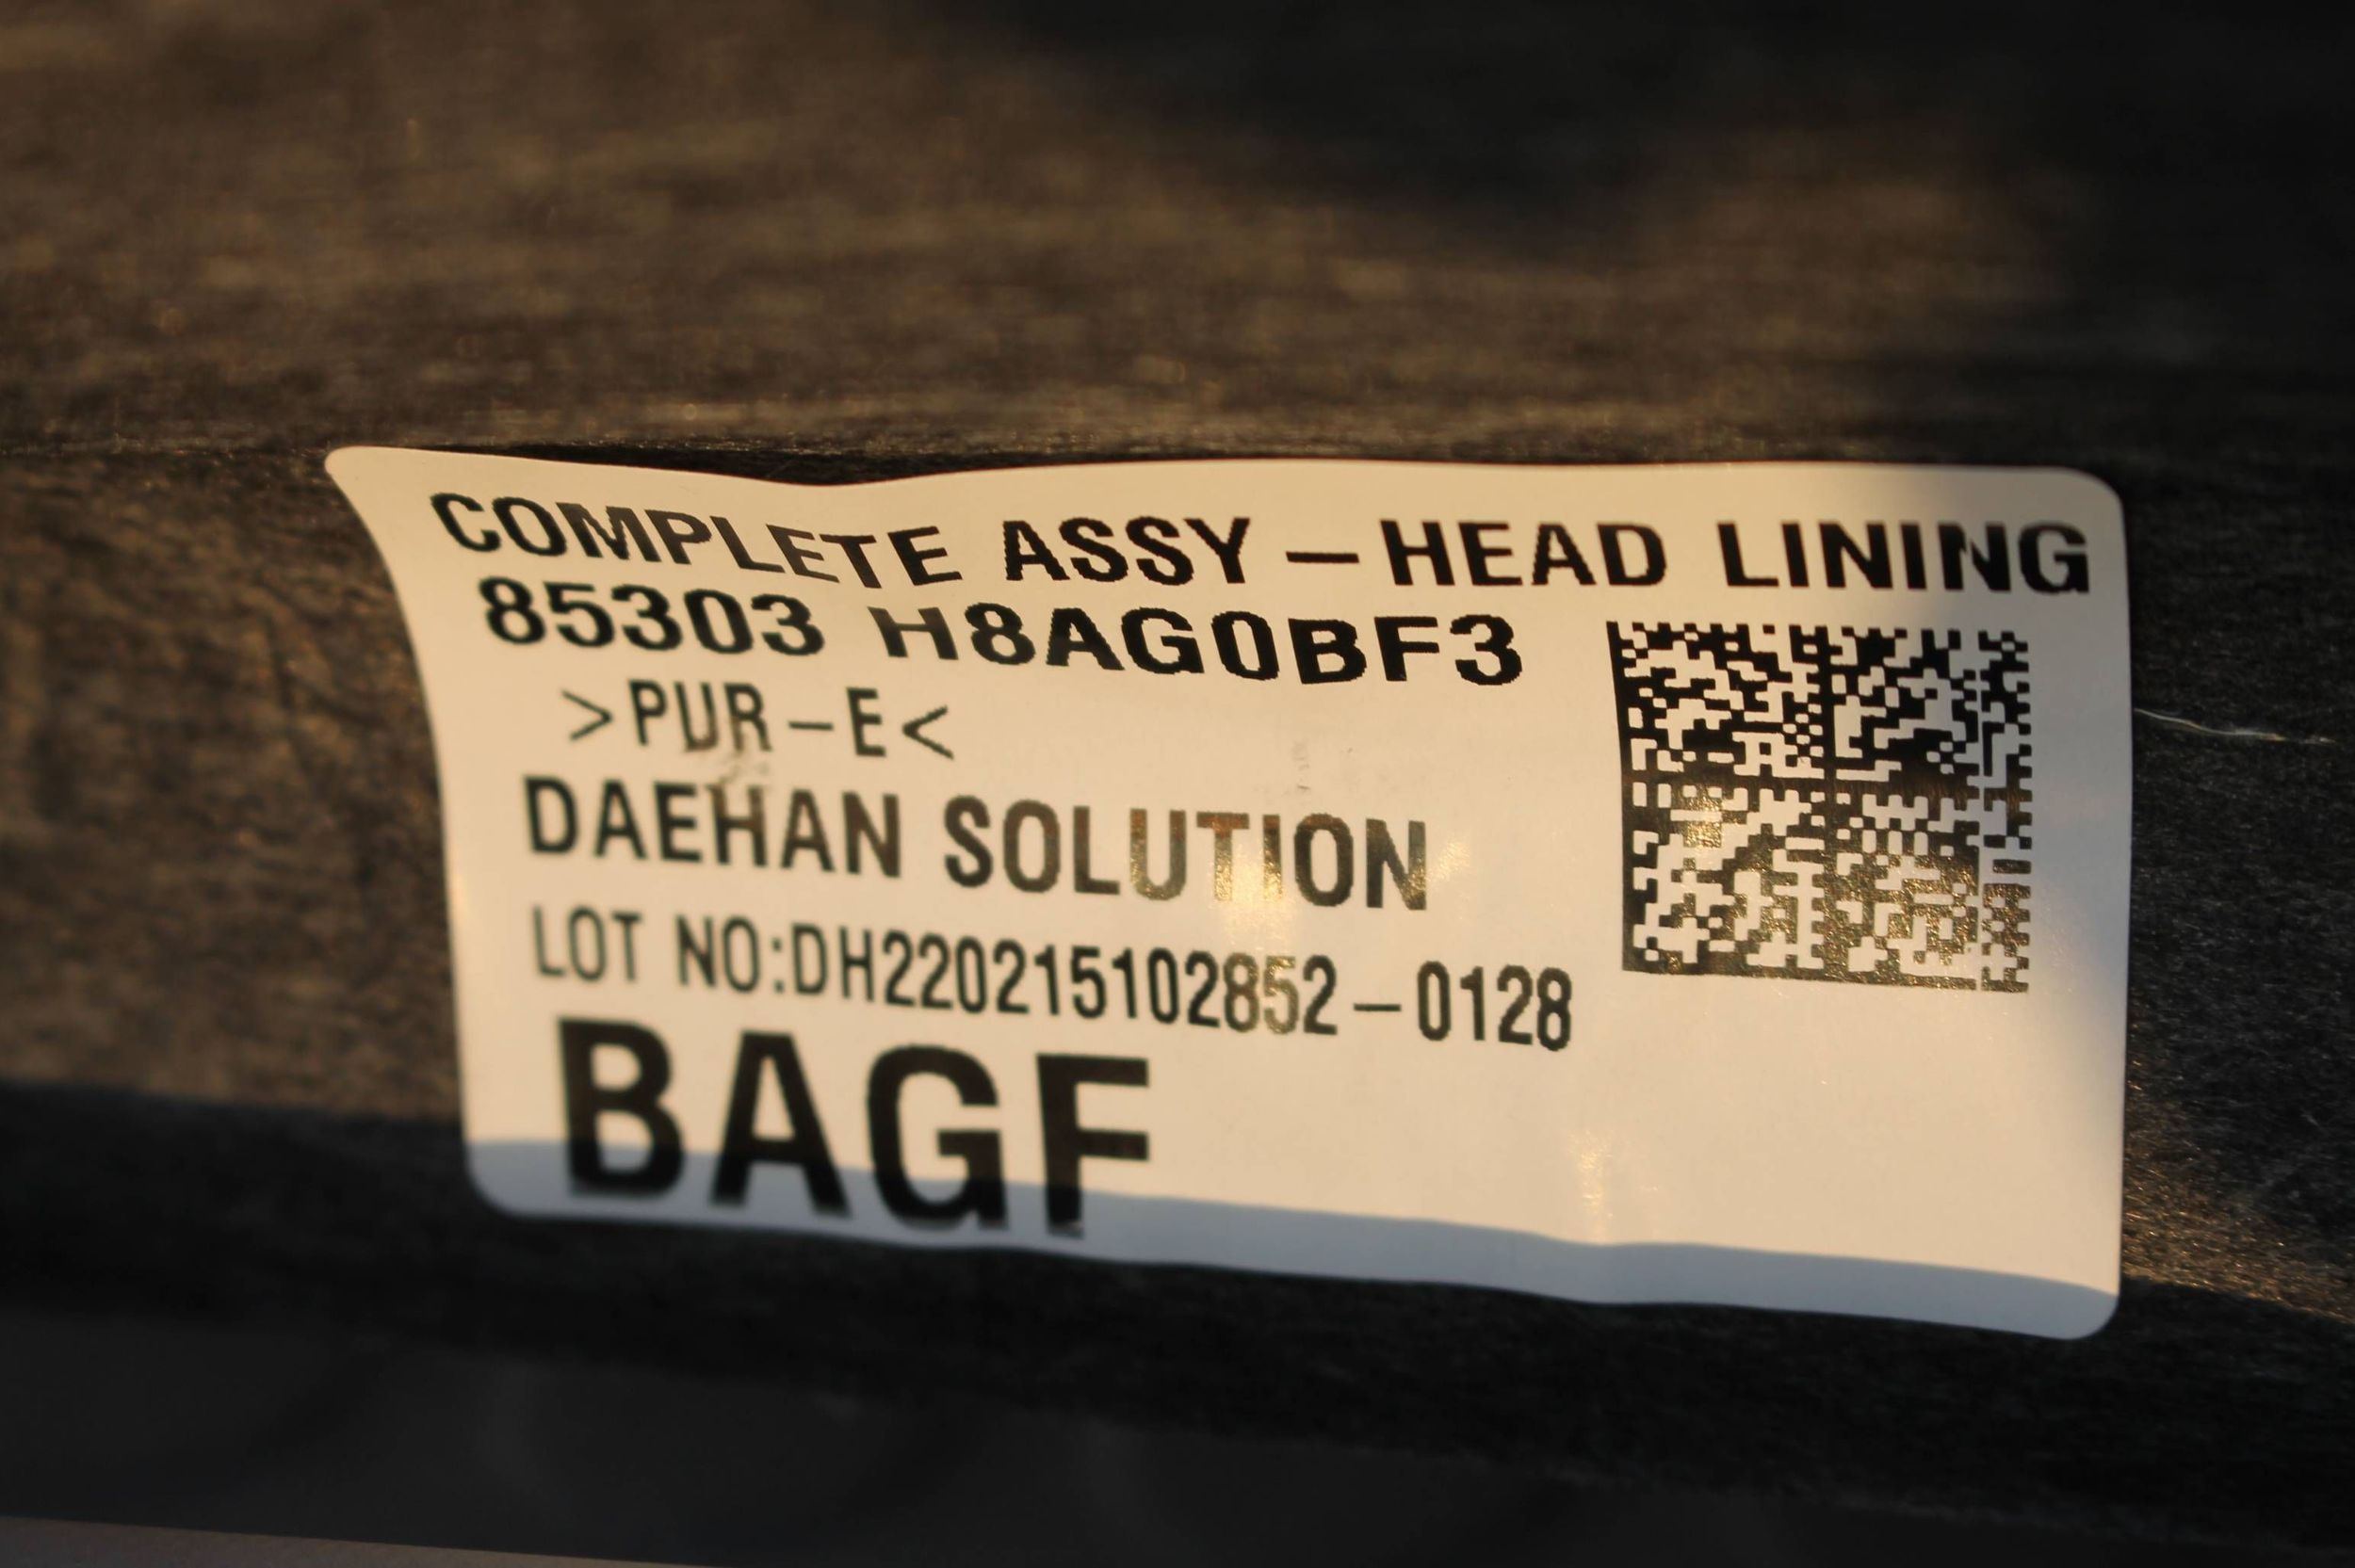 COMPLETE ASSY-HEAD LINING
85303 H8AG0BF3
>PUR-E<
DAEHAN SOLUTION
LOT NO:DH220215102852-0128
BAGF